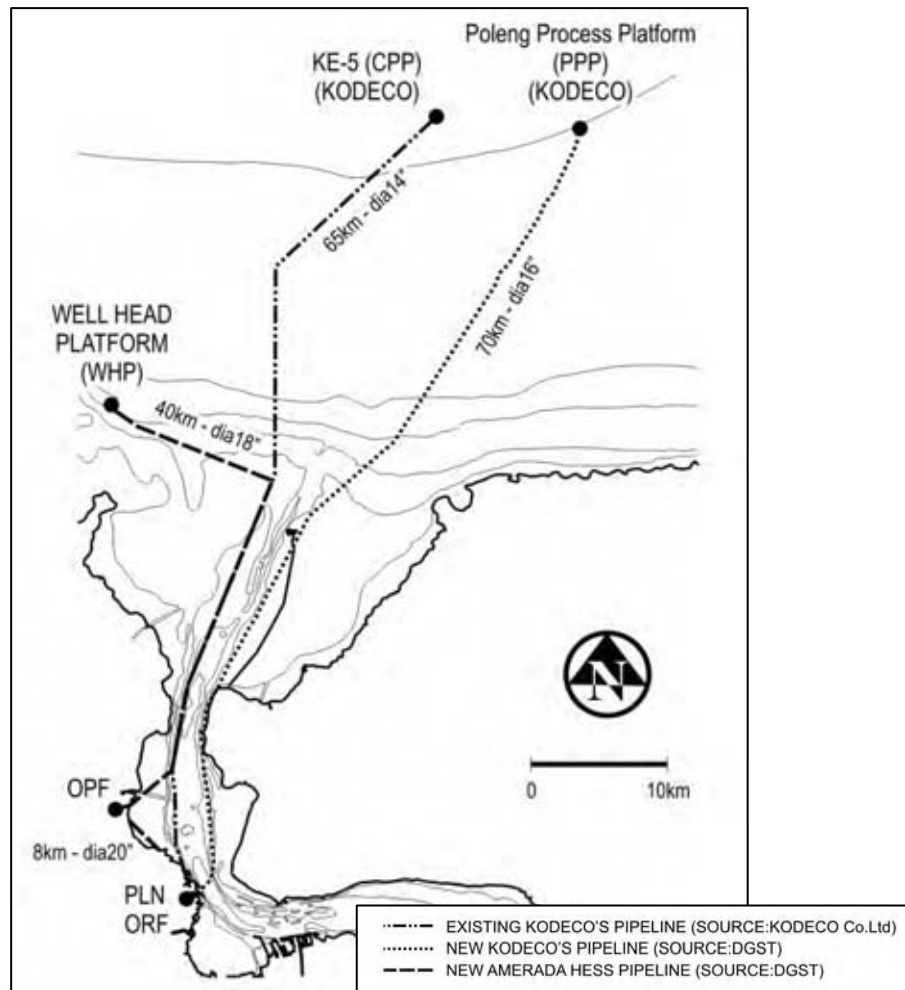 Poleng Process Platform
(PPP)
(KODECO)
KE-5 (CPP)
(KODECO)
65km - dia14"
70km - dia16"
WELL HEAD
PLATFORM
(WHP)
40km - dia18"
N
OPF
0 10km
8km - dia20"
PLN
ORF
EXISTING KODECO'S PIPELINE (SOURCE:KODECO Co.Ltd)
NEW KODECO'S PIPELINE (SOURCE:DGST)
NEW AMERADA HESS PIPELINE (SOURCE:DGST)